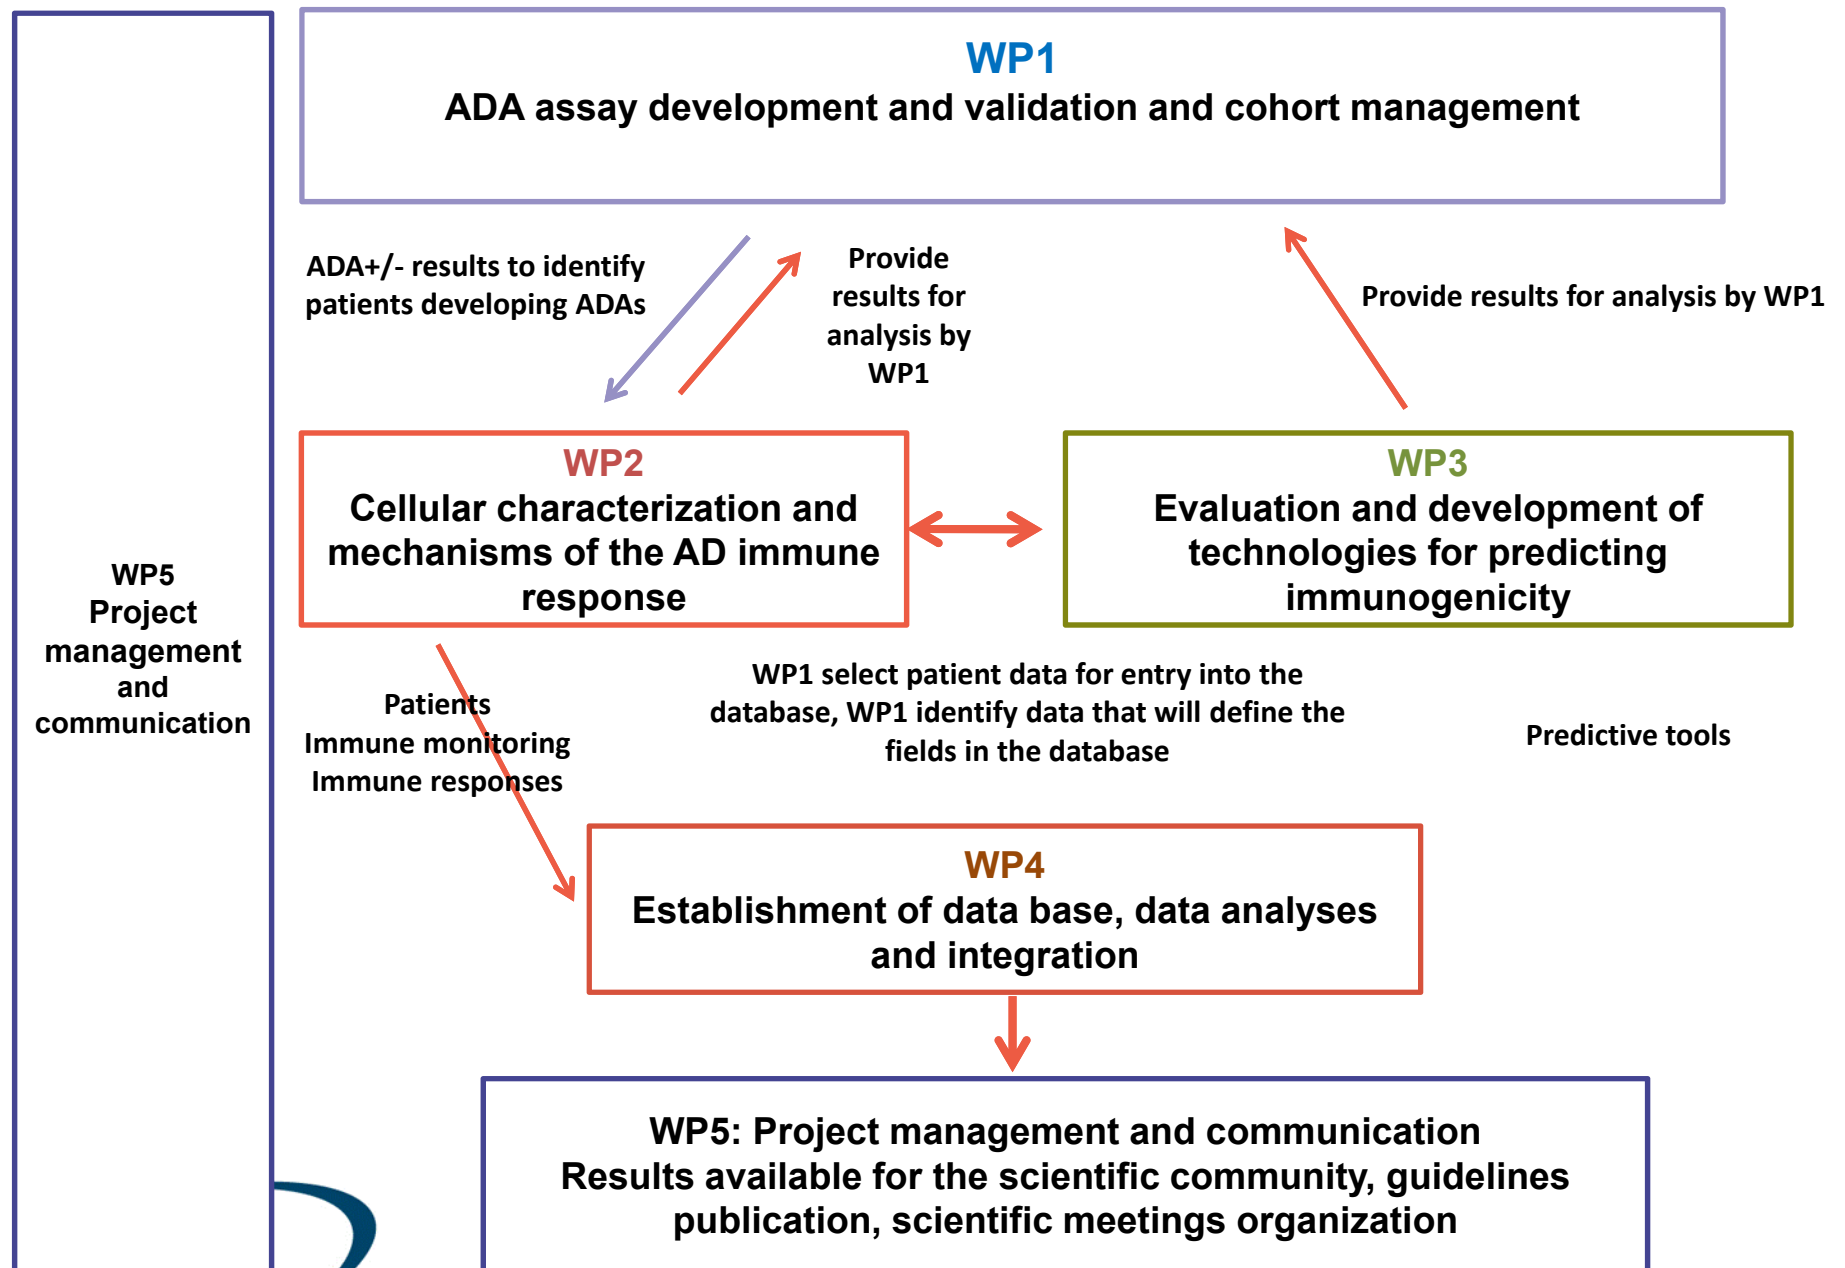 WP1
ADA assay development and validation and cohort management
ADA+/- results to identify
patients developing ADAs
Provide
results for
analysis by
WP1
Provide results for analysis by WP1
WP2
Cellular characterization and
mechanisms of the AD immune
response
WP3
Evaluation and development of
technologies for predicting
immunogenicity
WP5
Project
management
and
communication
Patients
Immune monitoring
Immune responses
WP1 select patient data for entry into the
database, WP1 identify data that will define the
fields in the database
Predictive tools
WP4
Establishment of data base, data analyses
and integration
WP5: Project management and communication
Results available for the scientific community, guidelines
publication, scientific meetings organization